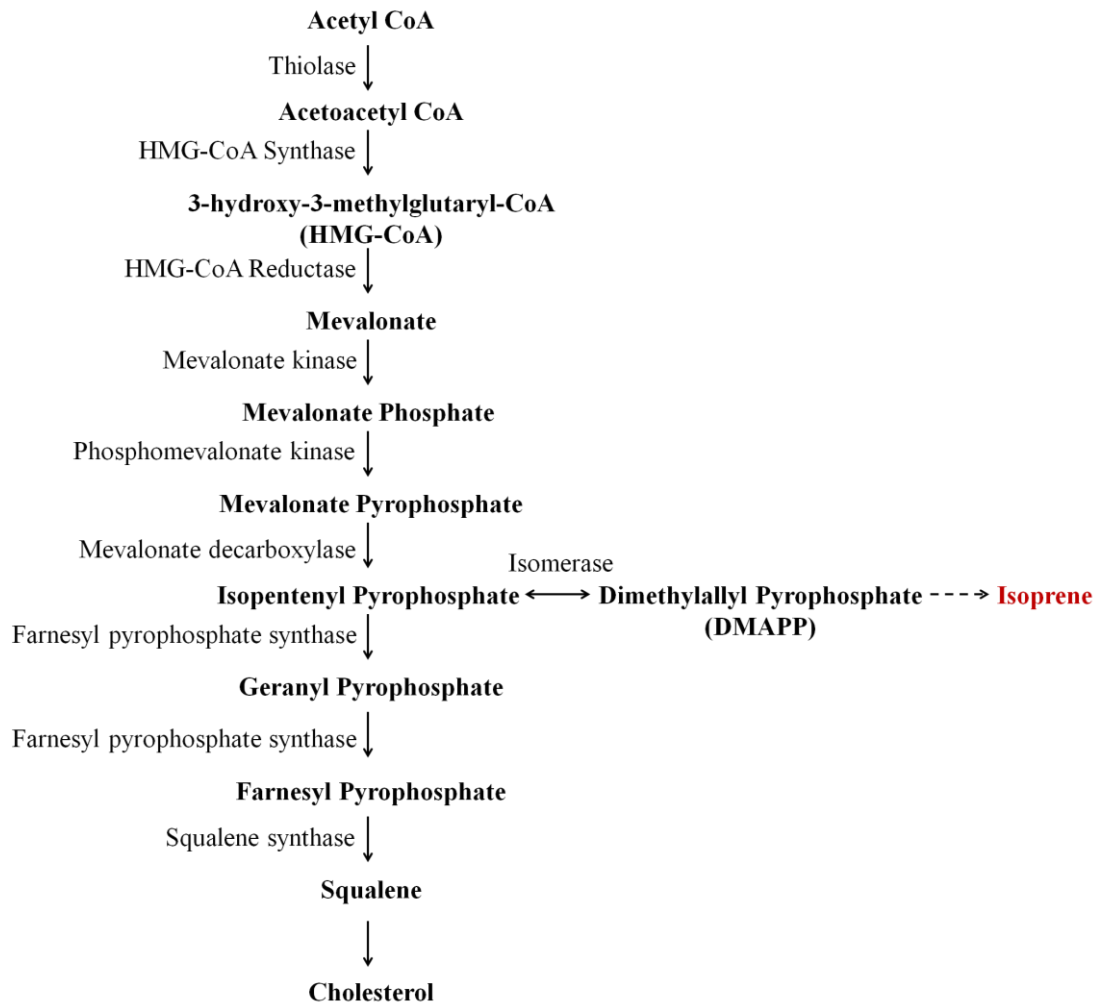 Acetyl CoA
Thiolase
Acetoacetyl CoA
HMG-CoA Synthase
3-hydroxy-3-methylglutaryl-CoA
(HMG-CoA)
HMG-CoA Reductase
Mevalonate
Mevalonate kinase
Mevalonate Phosphate
Phosphomevalonate kinase
Mevalonate Pyrophosphate
Mevalonate decarboxylase
Isomerase
Isopentenyl Pyrophosphate Dimethylallyl Pyrophosphate Isoprene
(DMAPP)
Farnesyl pyrophosphate synthase
Geranyl Pyrophosphate
Farnesyl pyrophosphate synthase
Farnesyl Pyrophosphate
Squalene synthase
Squalene
Cholesterol